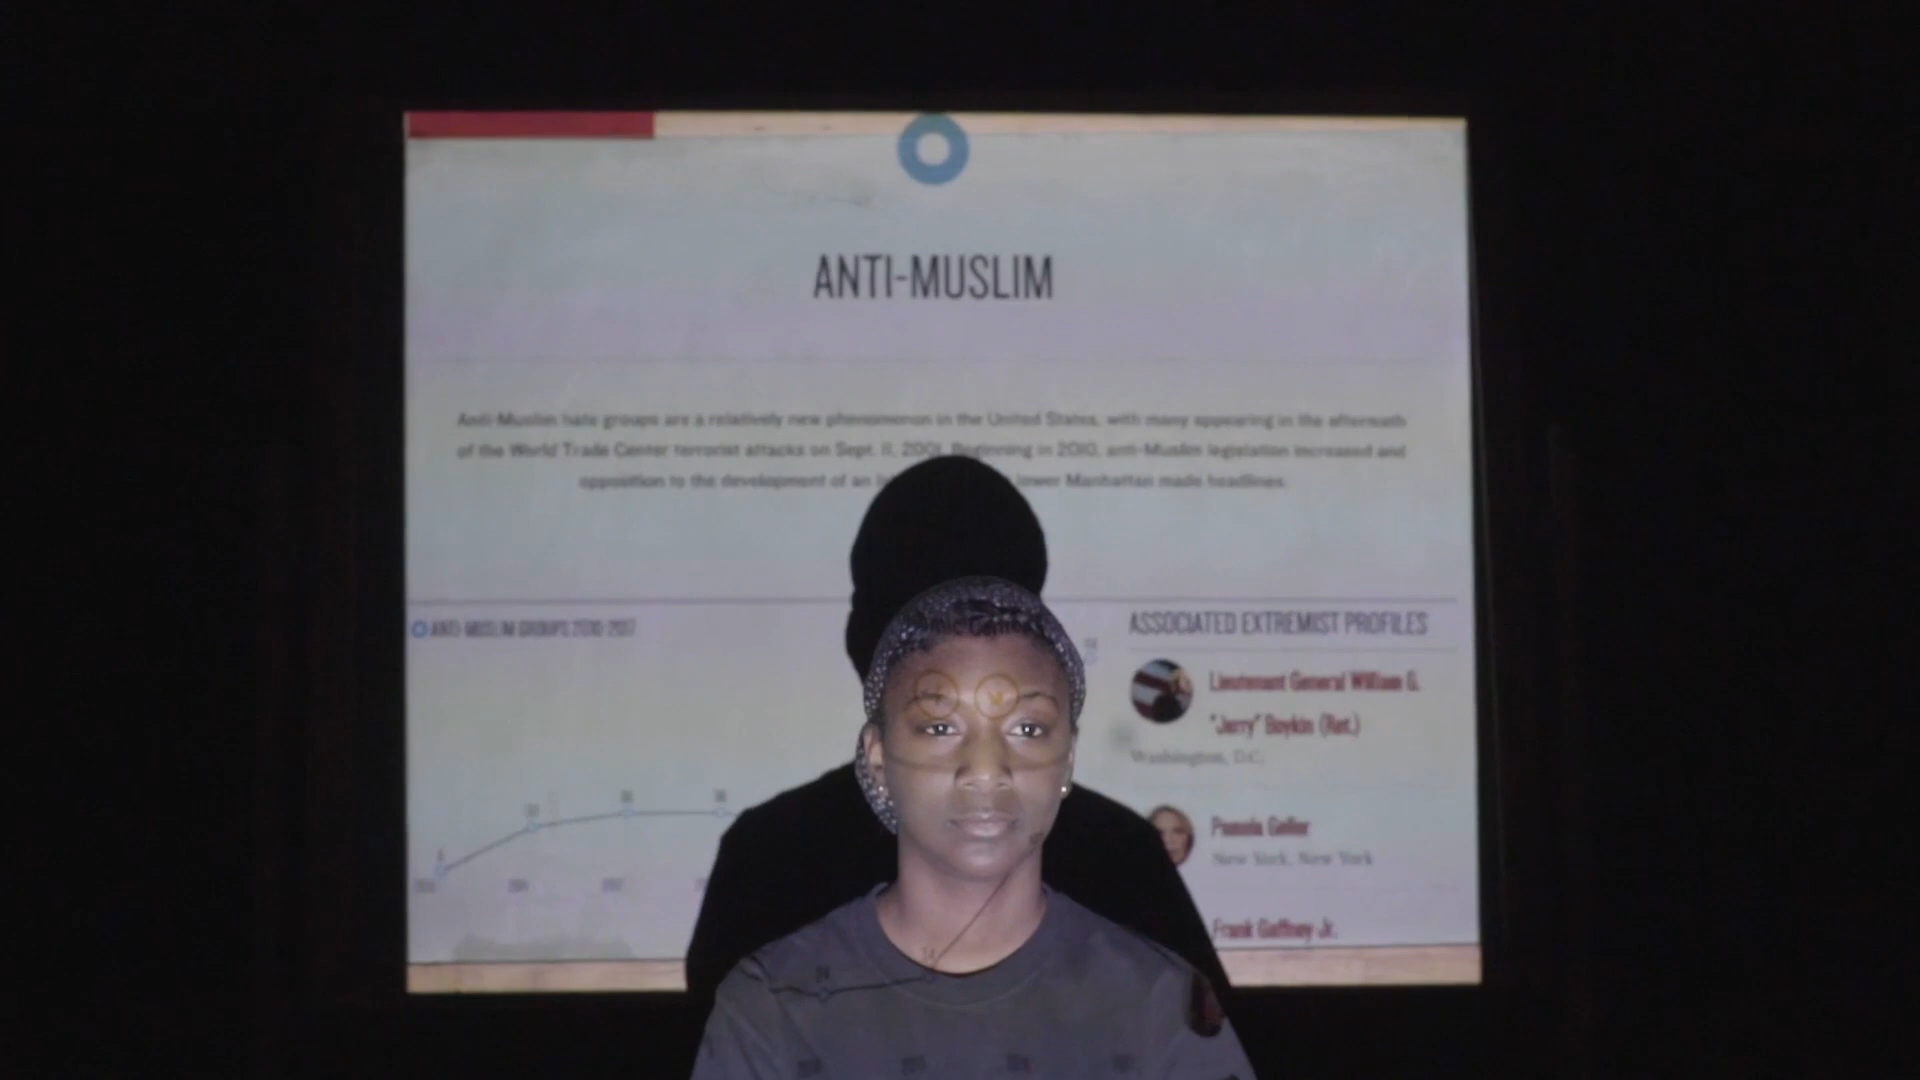 ANTI-MUSLIM
Anti-Muslim hate groups are a relatively new phenomenon in the United States, with many appearing in the aftermath
of the World Trade Center terrorist attacks on Sept. 11, 2001. Beginning in 2010, anti-Muslim legislation increased and
opposition to the development of an lower Manhattan made headlines.
ANTI-MUSLIM GROUPS 2010-2017
ASSOCIATED EXTREMIST PROFILES
Lieutenant General William G.
"Jerry" Boykin (Ret.)
Washington, D.C.
Pamela Geller
New York, New York
Frank Gaffney Jr.